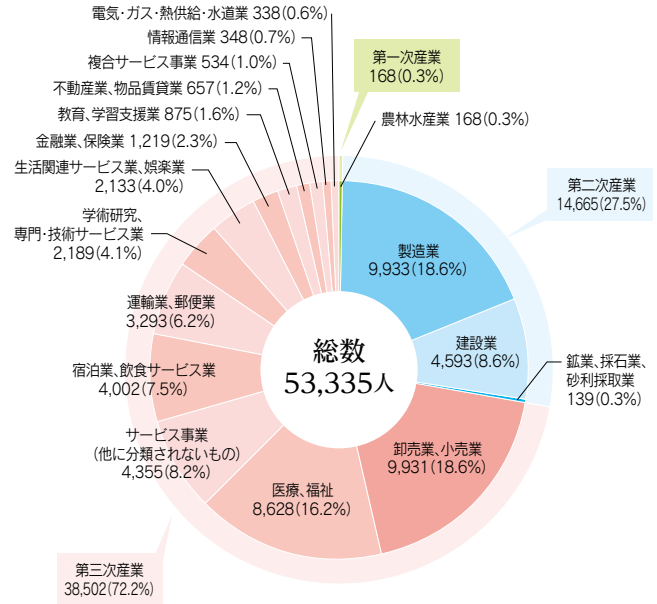 電気・ガス・熱供給・水道業 338(0.6%)
情報通信業 348(0.7%)
複合サービス事業 534(1.0%)
不動産業、物品賃貸業 657(1.2%)
教育、学習支援業 875(1.6%)
金融業、保険業 1,219(2.3%)
生活関連サービス業、娯楽業
2,133(4.0%)
学術研究、
専門・技術サービス業
2,189(4.1%)
運輸業、郵便業
3,293(6.2%)
宿泊業、飲食サービス業
4,002(7.5%)
サービス事業
(他に分類されないもの)
4,355(8.2%)
医療、福祉
8,628(16.2%)
卸売業、小売業
9,931(18.6%)
第三次産業
38,502(72.2%)
第一次産業
168(0.3%)
農林水産業 168(0.3%)
第二次産業
14,665(27.5%)
製造業
9,933(18.6%)
建設業
4,593(8.6%)
鉱業、採石業、
砂利採取業
139(0.3%)
総数
53,335人